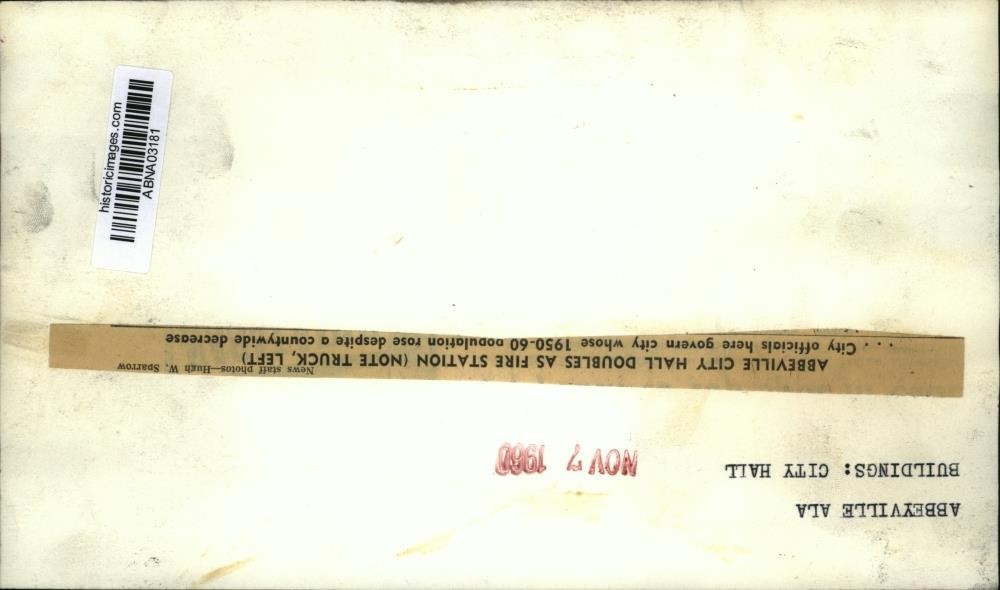 ABBEYVILLE ALA
BUILDINGS: CITY HALL
NOV 7 1960
News staff photos—Hugh W. Sparrow
ABBEVILLE CITY HALL DOUBLES AS FIRE STATION (NOTE TRUCK, LEFT)
. . . City officials here govern city whose 1950-60 population rose despite a countywide decrease
historicimages.com
ABNA03181